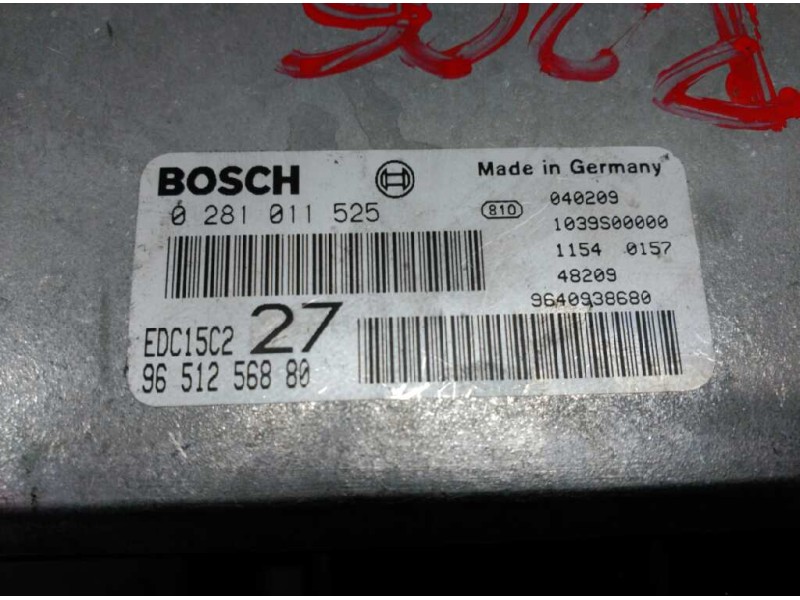 BOSCH
Made in Germany
0 281 011 525
810
040209
1039S00000
1154 0157
48209
9640938680
EDC15C2
27
96 512 568 80